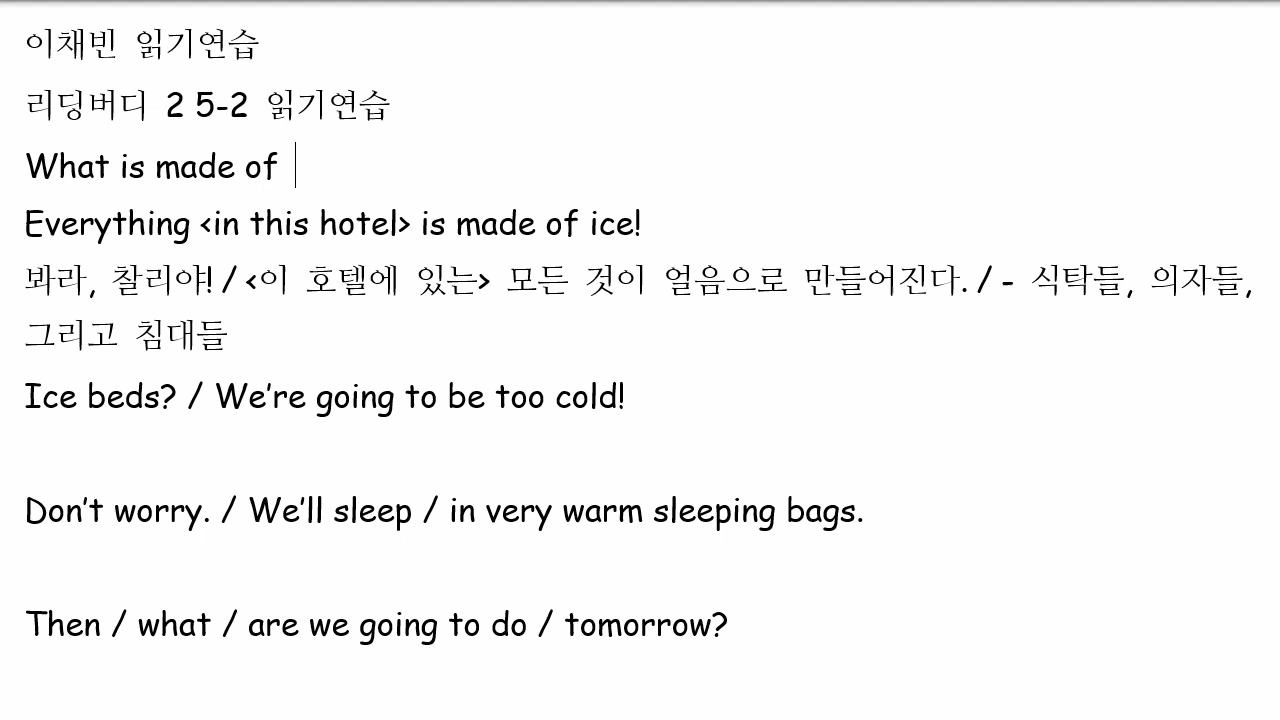 이채빈 읽기연습
리딩버디 2 5-2 읽기연습
What is made of
Everything <in this hotel> is made of ice!
봐라, 찰리야! / <이 호텔에 있는> 모든 것이 얼음으로 만들어진다. / - 식탁들, 의자들,
그리고 침대들
Ice beds? / We’re going to be too cold!
Don’t worry. / We’ll sleep / in very warm sleeping bags.
Then / what / are we going to do / tomorrow?